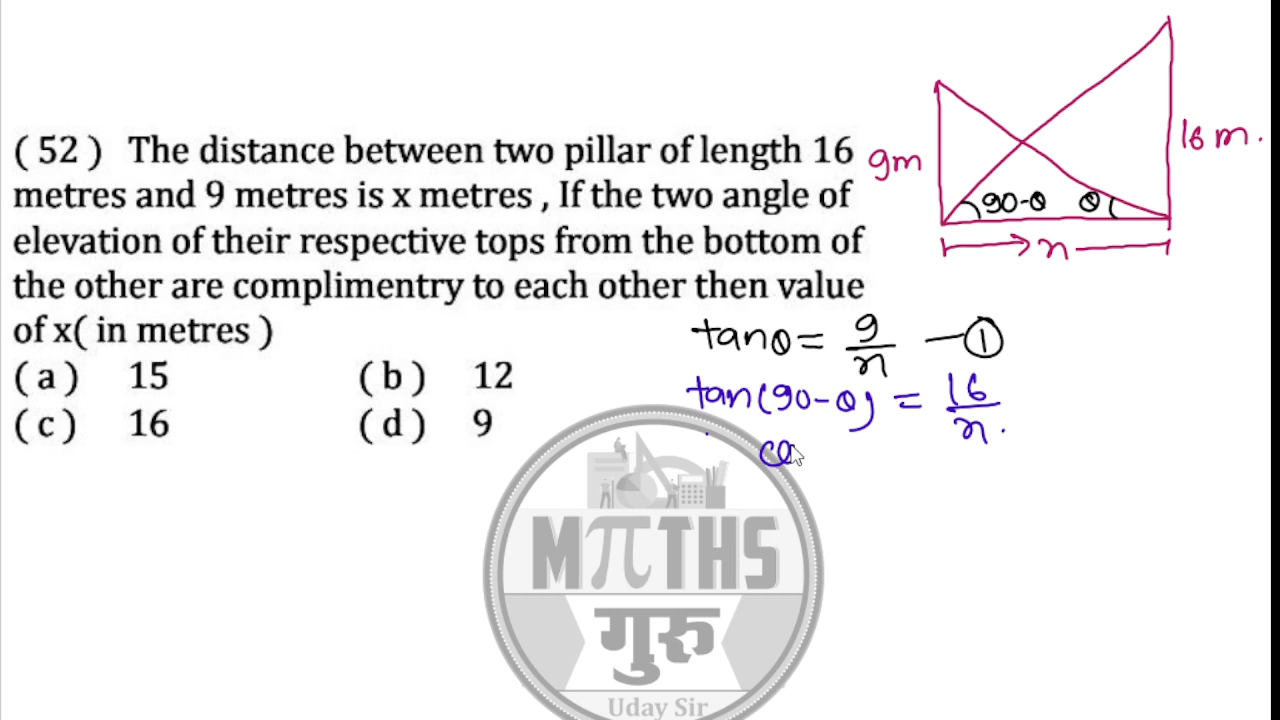 ( 52 ) The distance between two pillar of length 16
metres and 9 metres is x metres , If the two angle of
elevation of their respective tops from the bottom of
the other are complimentry to each other then value
of x( in metres )
(a) 15 (b) 12
(c) 16 (d) 9
9m
16 m.
90-θ θ
x
tanθ = 9/x — ①
tan(90-θ) = 16/x.
co
MπTHS
गुरु
Uday Sir